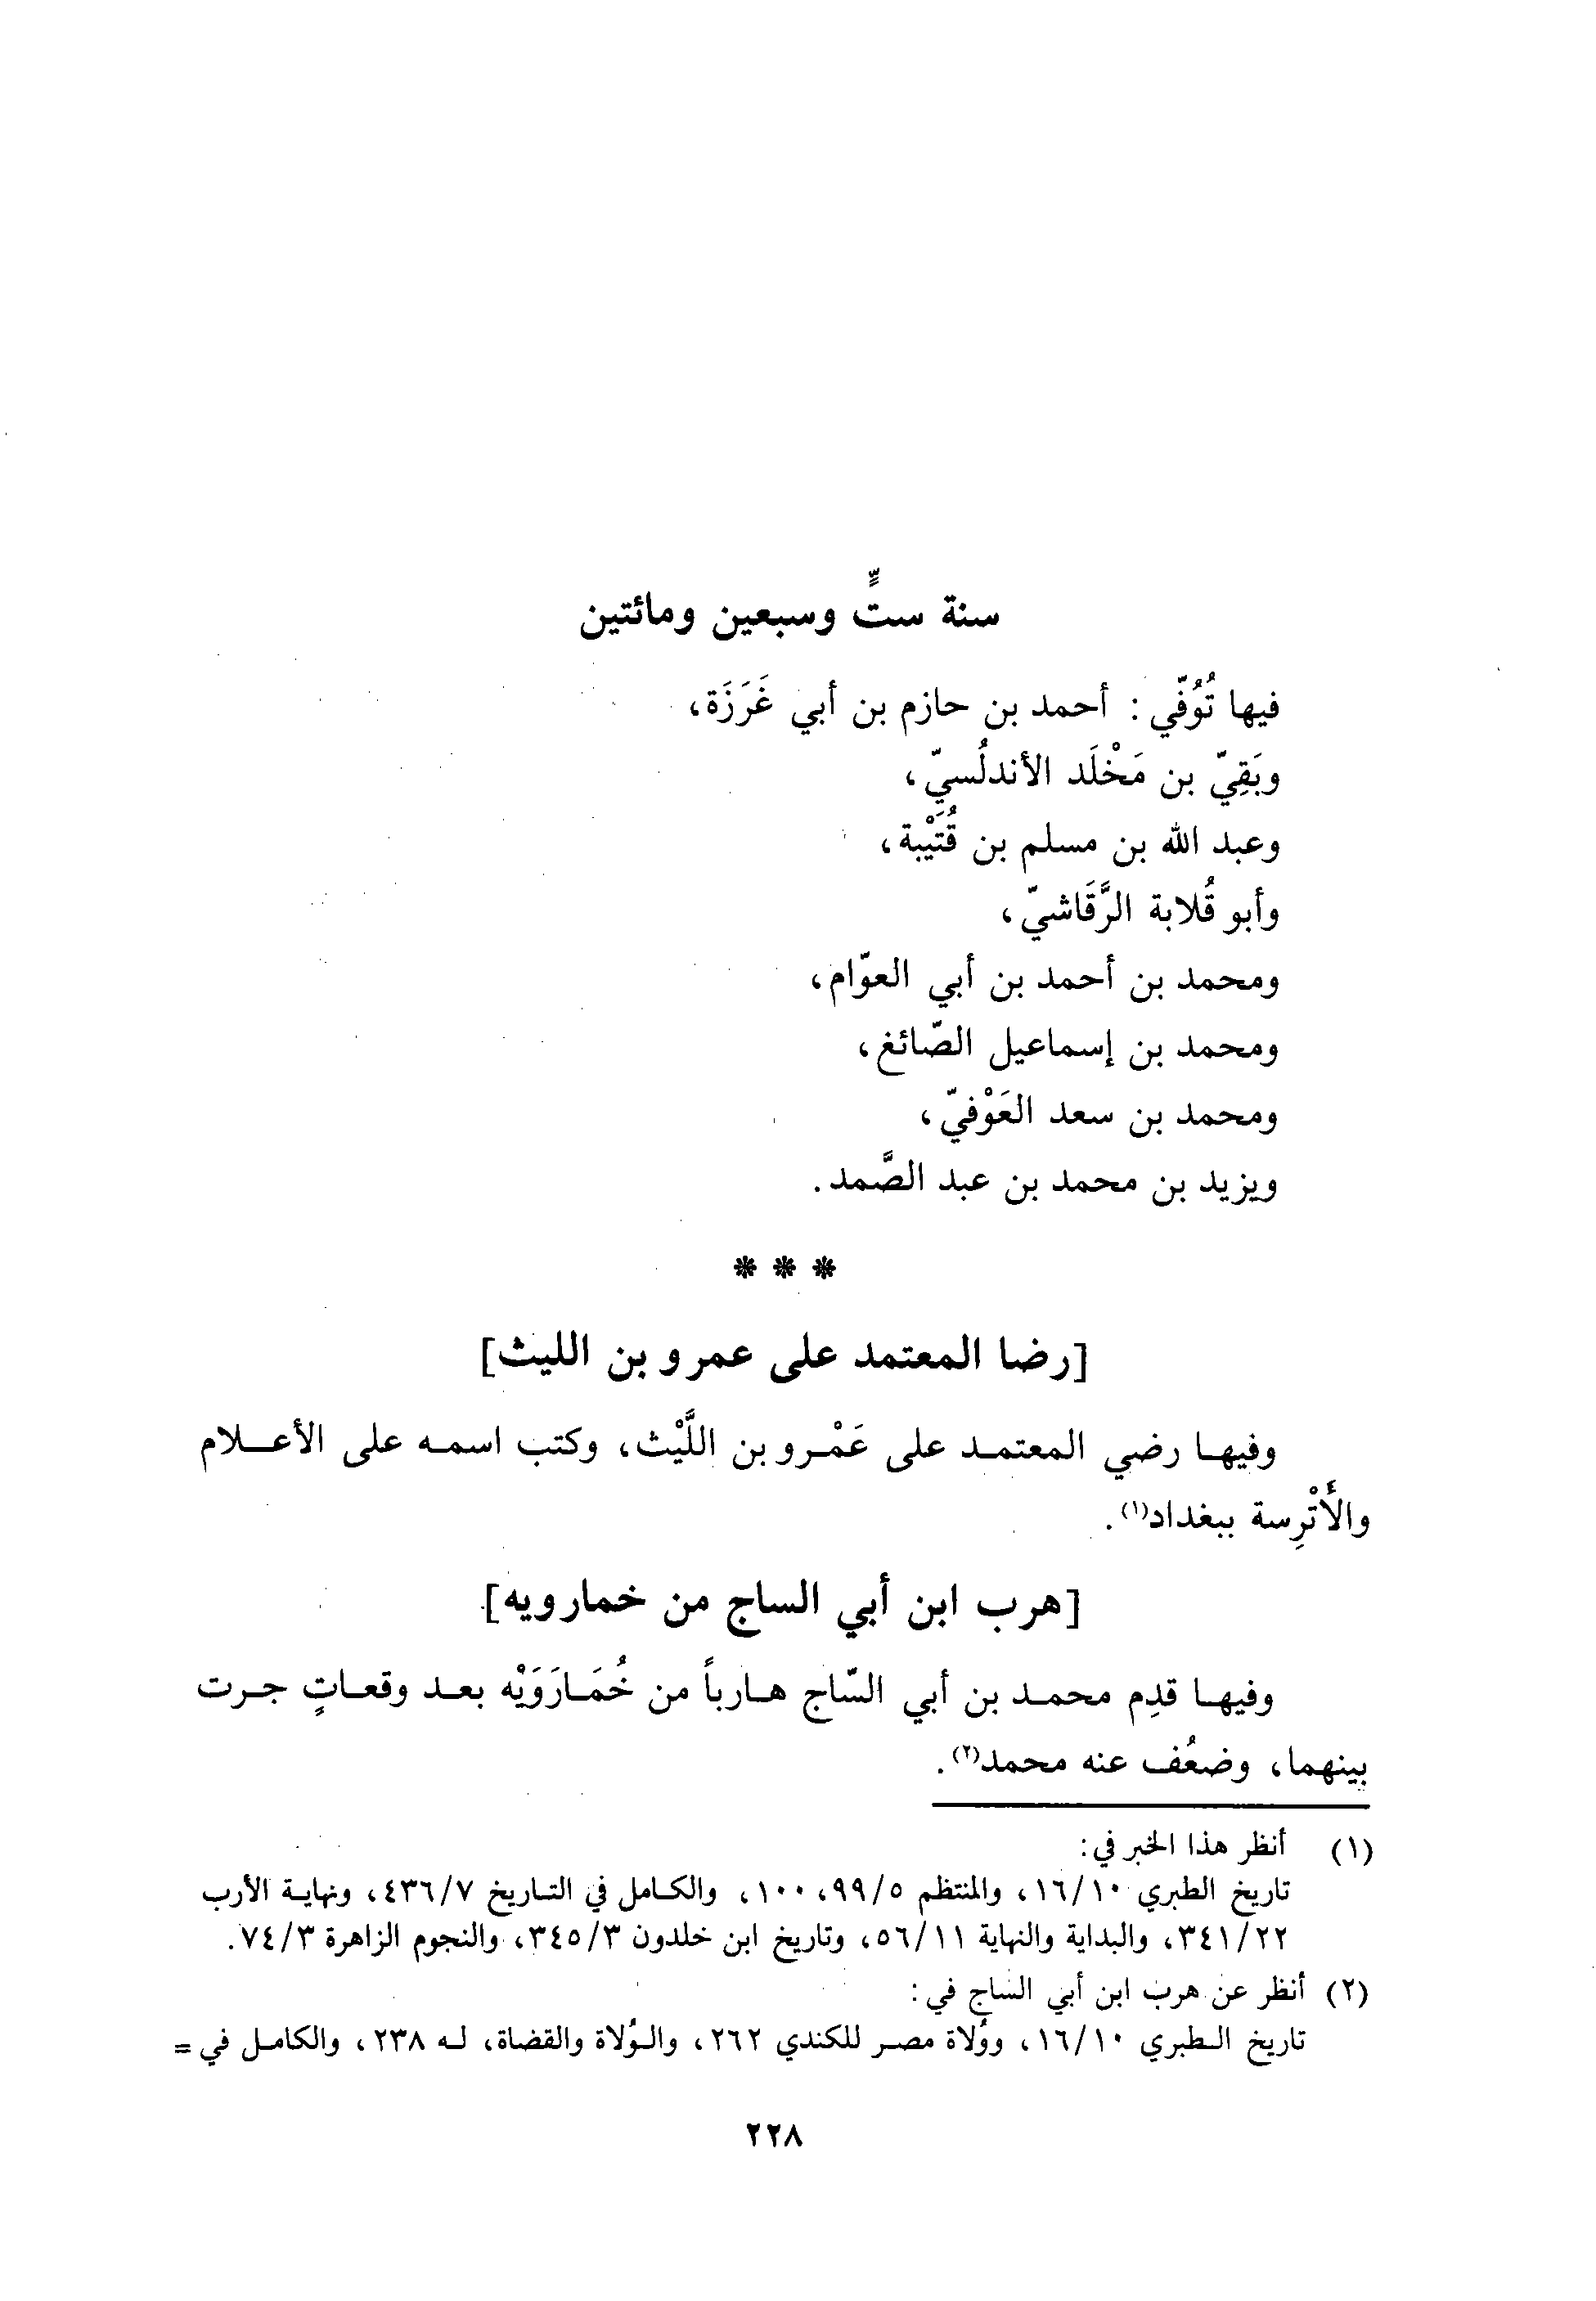 سنة ستٍّ وسبعين ومائتين
فيها تُوُفّي : أحمد بن حازم بن أبي غَرَزَة،
وبَقِيّ بن مَخْلَد الأندلُسيّ،
وعبد الله بن مسلم بن قُتَيْبة،
وأبو قُلابة الرَّقَاشيّ،
ومحمد بن أحمد بن أبي العوّام،
ومحمد بن إسماعيل الصّائغ،
ومحمد بن سعد العَوْفيّ،
ويزيد بن محمد بن عبد الصَّمد.
* * *
[رضا المعتمد على عمرو بن الليث]
وفيها رضي المعتمد على عَمْرو بن اللَّيْث، وكتب اسمه على الأعلام
والأَتْرِسة ببغداد(١).
[هرب ابن أبي الساج من خمارويه]
وفيها قدِم محمد بن أبي السّاج هارباً من خُمَارَوَيْه بعد وقعاتٍ جرت
بينهما، وضعُف عنه محمد(٢).
(١) أنظر هذا الخبر في:
تاريخ الطبري ١٦/١٠، والمنتظم ٩٩/٥، ١٠٠، والكامل في التاريخ ٤٣٦/٧، ونهاية الأرب
٣٤١/٢٢، والبداية والنهاية ٥٦/١١، وتاريخ ابن خلدون ٣٤٥/٣، والنجوم الزاهرة ٧٤/٣.
(٢) أنظر عن هرب ابن أبي الساج في:
تاريخ الطبري ١٦/١٠، ووُلاة مصر للكندي ٢٦٢، والوُلاة والقضاة، له ٢٣٨، والكامل في =
٢٢٨